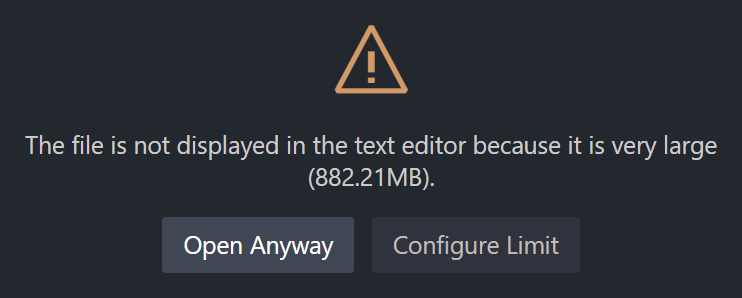 The file is not displayed in the text editor because it is very large
(882.21MB).
Open Anyway
Configure Limit